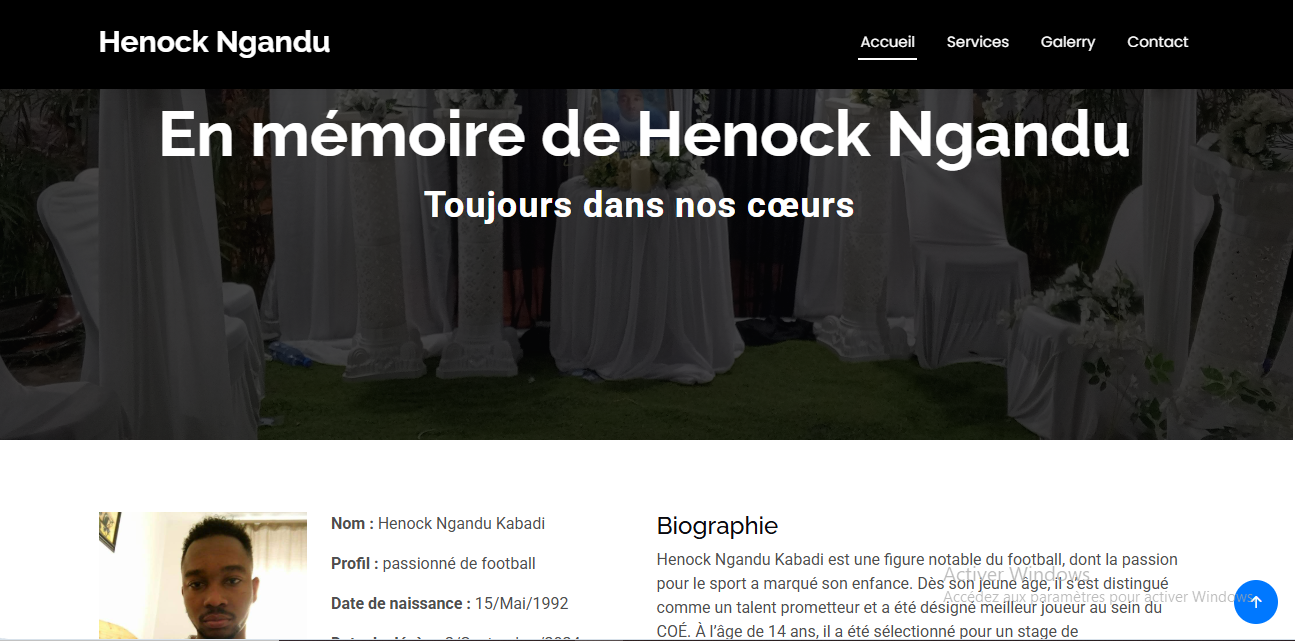 Henock Ngandu
Accueil
Services
Galerry
Contact
En mémoire de Henock Ngandu
Toujours dans nos cœurs
Nom : Henock Ngandu Kabadi
Profil : passionné de football
Date de naissance : 15/Mai/1992
Biographie
Henock Ngandu Kabadi est une figure notable du football, dont la passion
pour le sport a marqué son enfance. Dès son jeune âge, il s'est distingué
comme un talent prometteur et a été désigné meilleur joueur au sein du
COÉ. À l'âge de 14 ans, il a été sélectionné pour un stage de
Activer Windows
Accédez aux paramètres pour activer Windows.